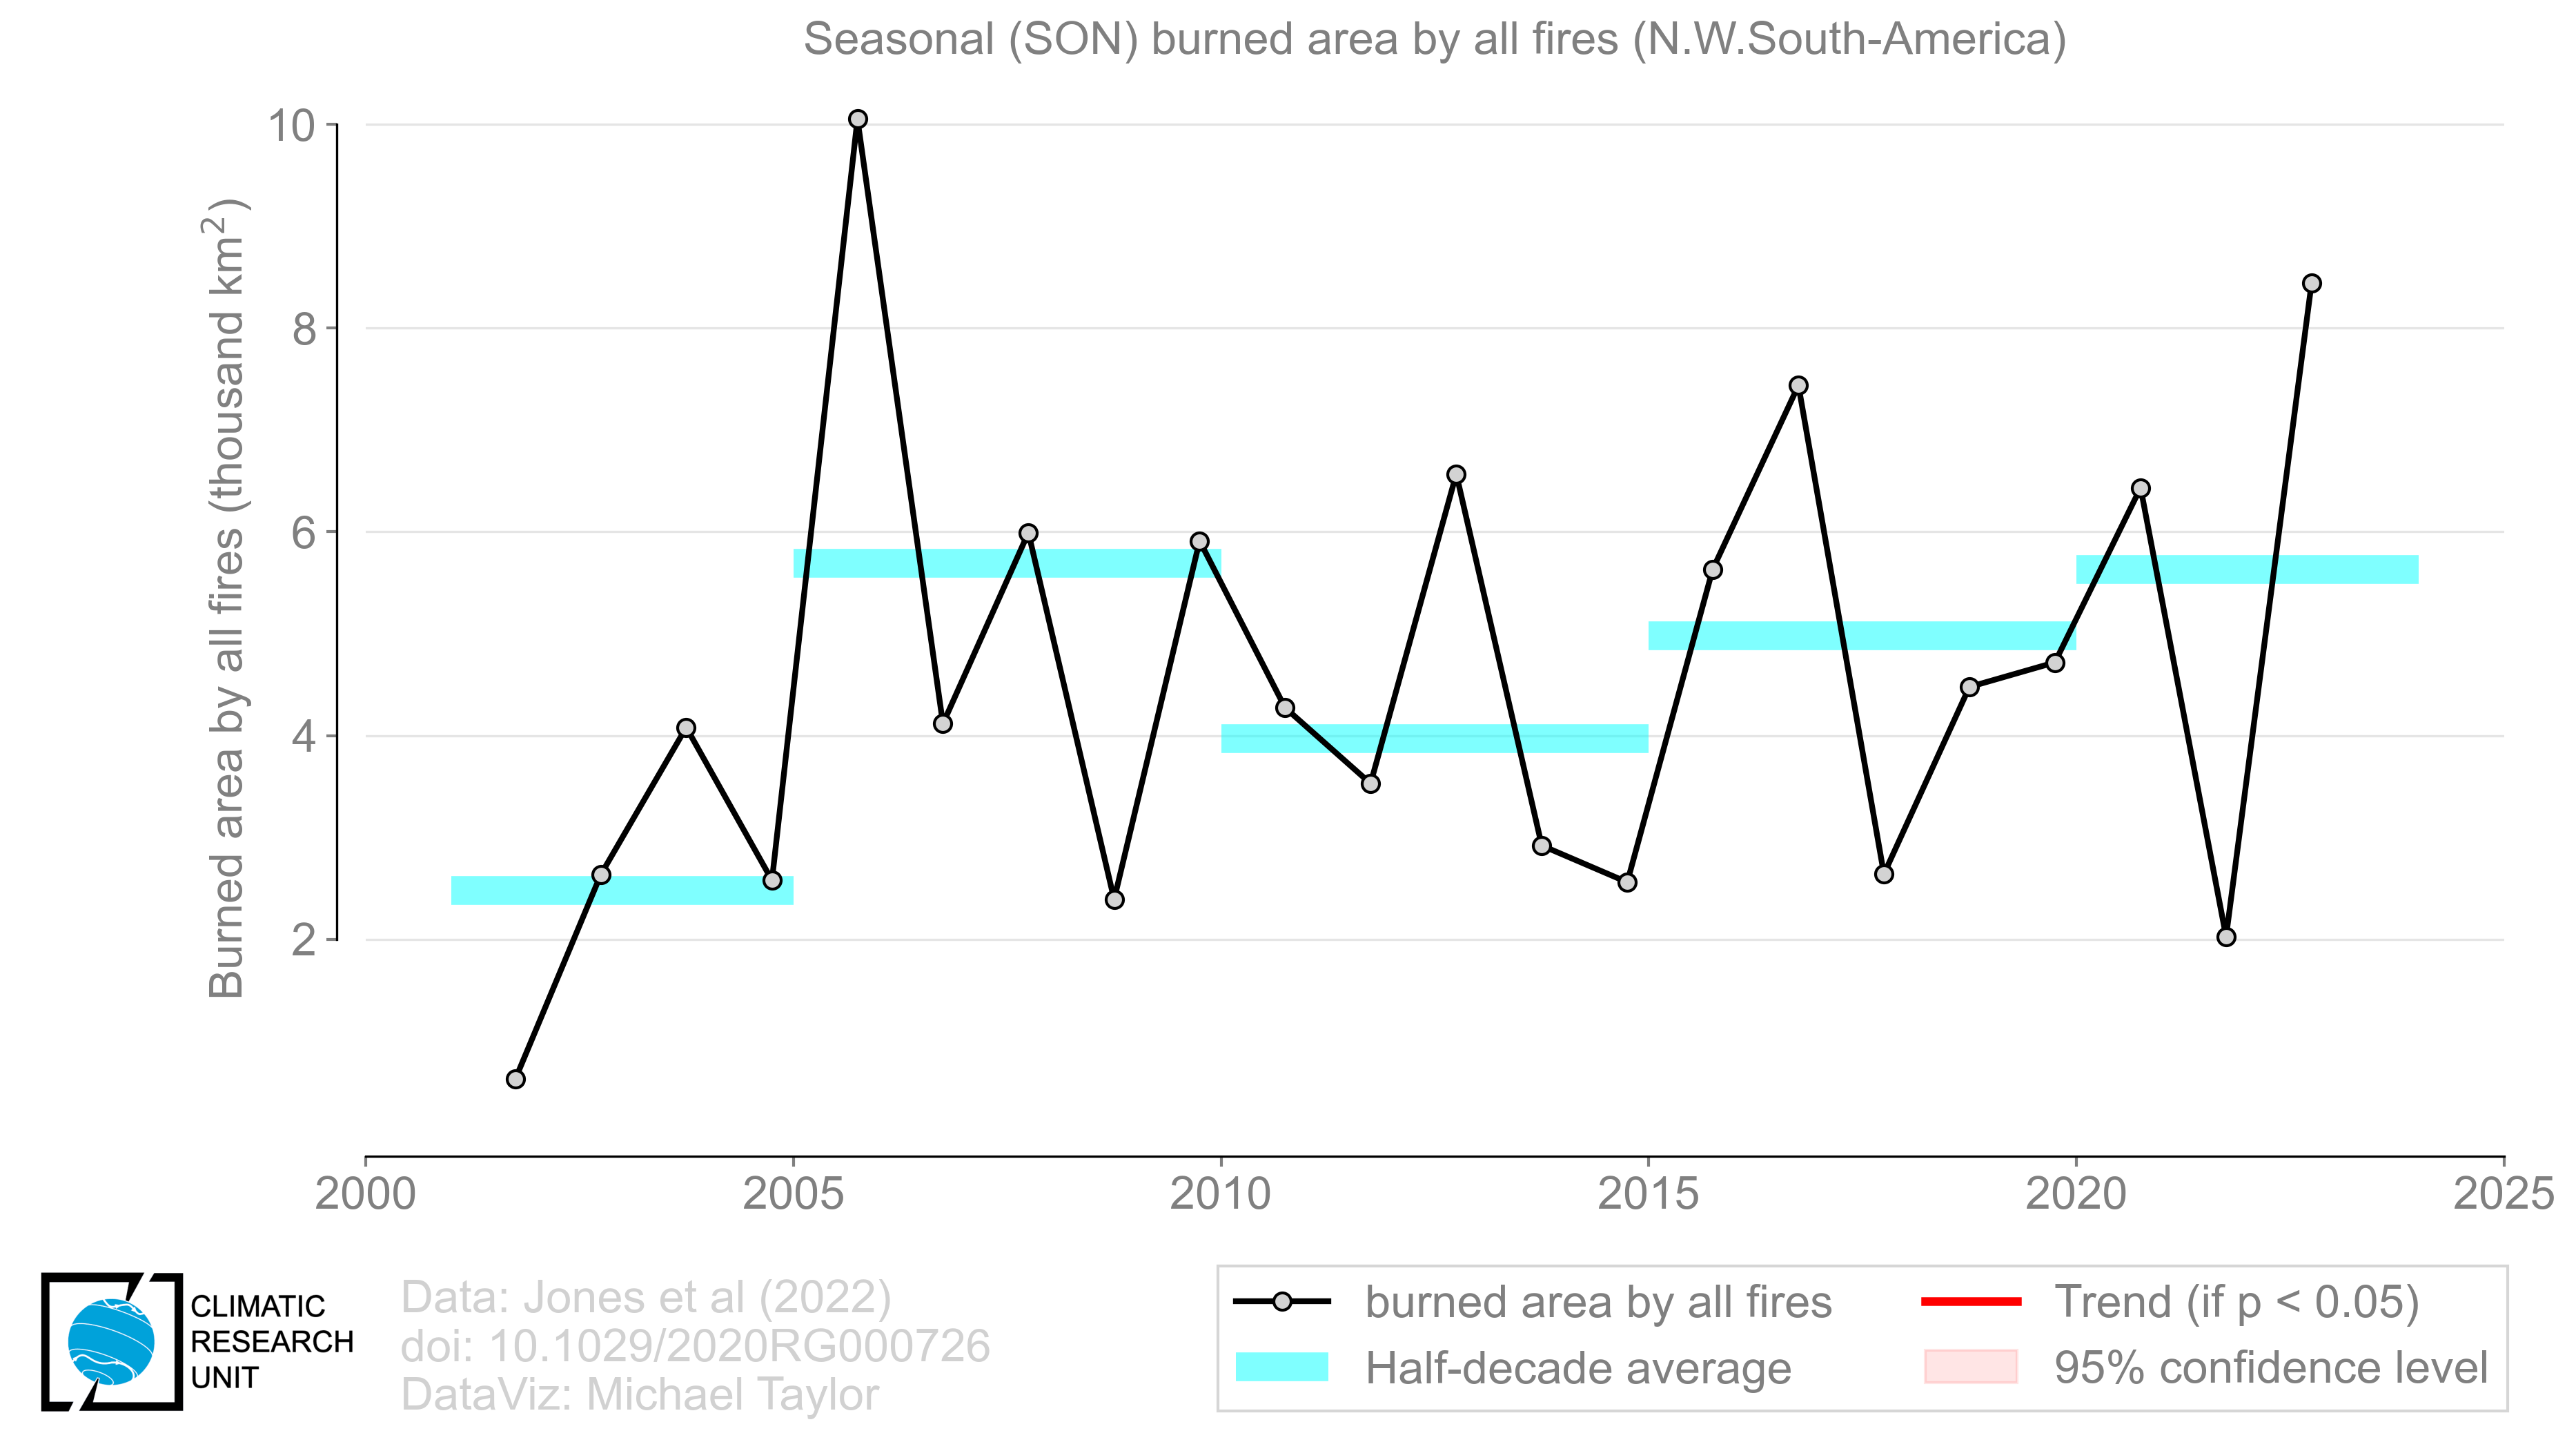 Seasonal (SON) burned area by all fires (N.W.South-America)
Burned area by all fires (thousand km²)
10
8
6
4
2
2000 2005 2010 2015 2020 2025
CLIMATIC
RESEARCH
UNIT
Data: Jones et al (2022)
doi: 10.1029/2020RG000726
DataViz: Michael Taylor
burned area by all fires
Half-decade average
Trend (if p < 0.05)
95% confidence level